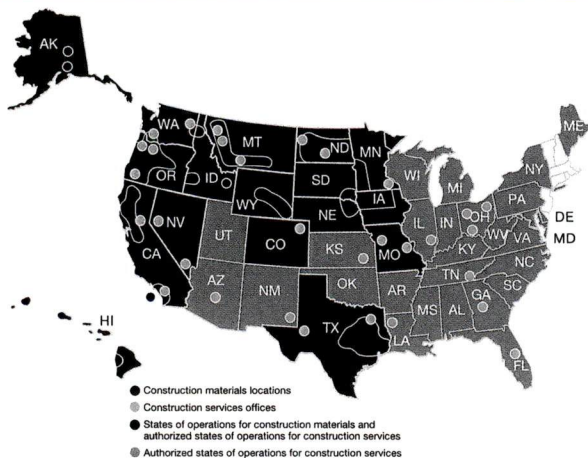 AK
ME
WA
MT
ND
MN
OR
ID
SD
WI
MI
NY
WY
IA
PA
NE
NV
IL
IN
OH
DE
UT
CO
WV
MD
CA
KS
MO
KY
VA
AZ
NM
OK
AR
TN
NC
SC
HI
TX
MS
AL
GA
LA
FL
Construction materials locations
Construction services offices
States of operations for construction materials and
authorized states of operations for construction services
Authorized states of operations for construction services